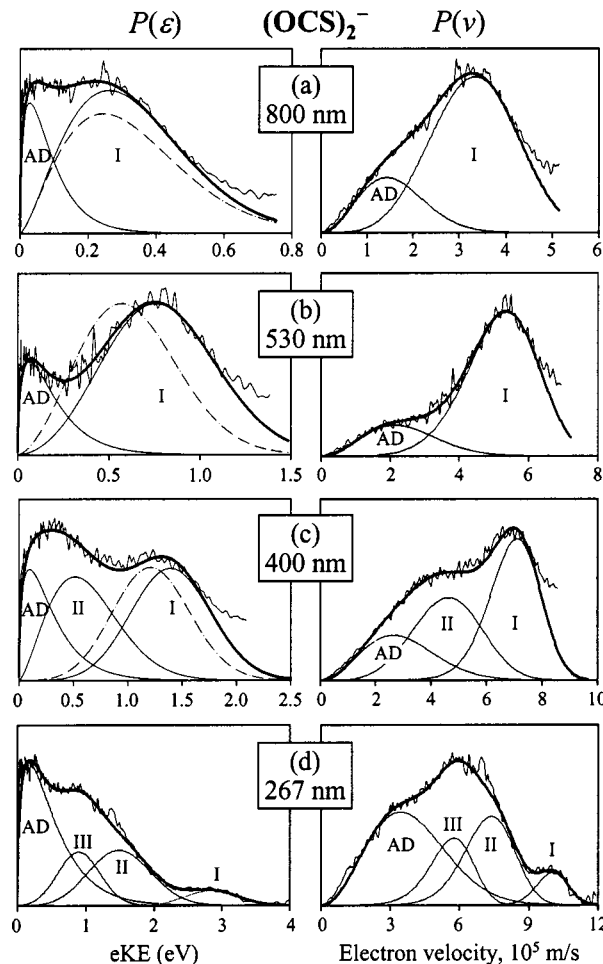 P(ε) (OCS)₂⁻ P(v)
(a)
800 nm
AD I
AD I
0 0.2 0.4 0.6 0.8
0 1 2 3 4 5 6
(b)
530 nm
AD I
AD I
0 0.5 1.0 1.5
0 2 4 6 8
(c)
400 nm
AD II I
AD II I
0 0.5 1.0 1.5 2.0 2.5
0 2 4 6 8 10
(d)
267 nm
AD III II I
AD III II I
0 1 2 3 4
0 3 6 9 12
eKE (eV)
Electron velocity, 10⁵ m/s